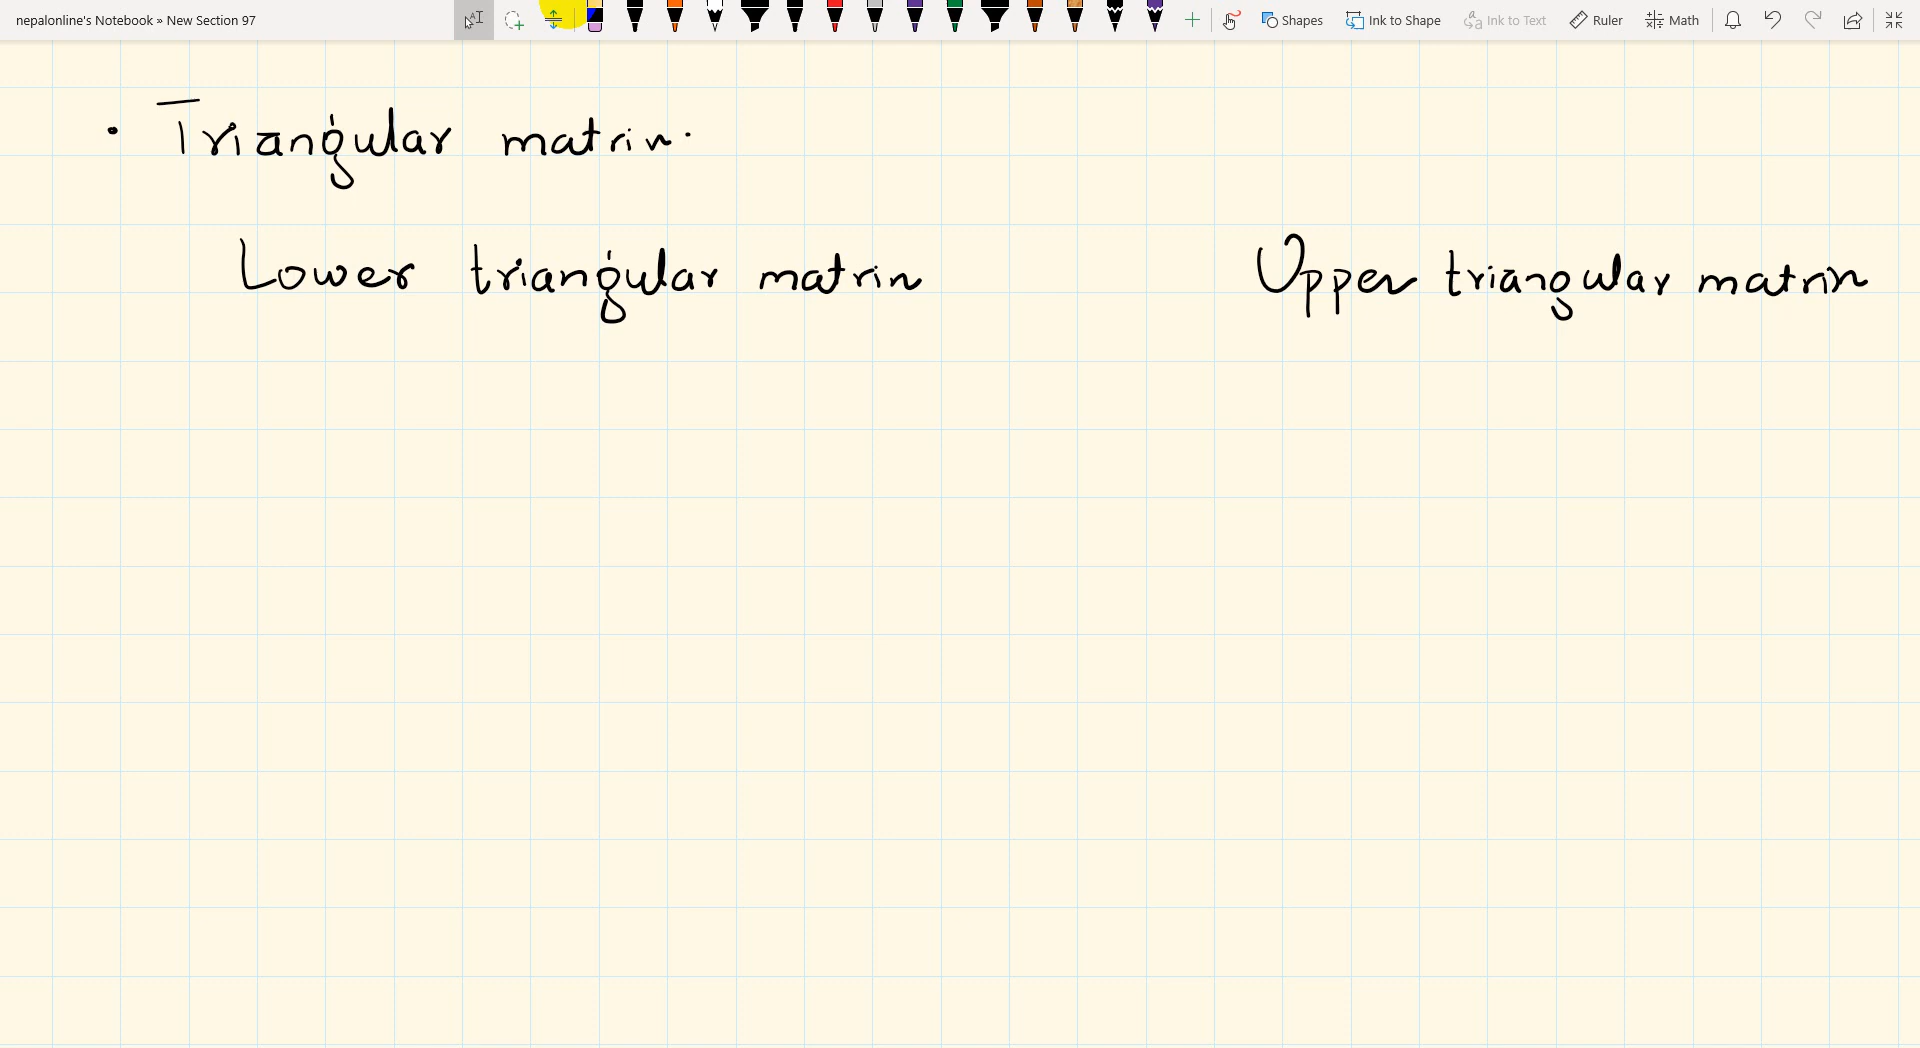 nepalonline's Notebook » New Section 97
Shapes Ink to Shape Ink to Text Ruler Math
• Triangular matrix.
Lower triangular matrix Upper triangular matrix